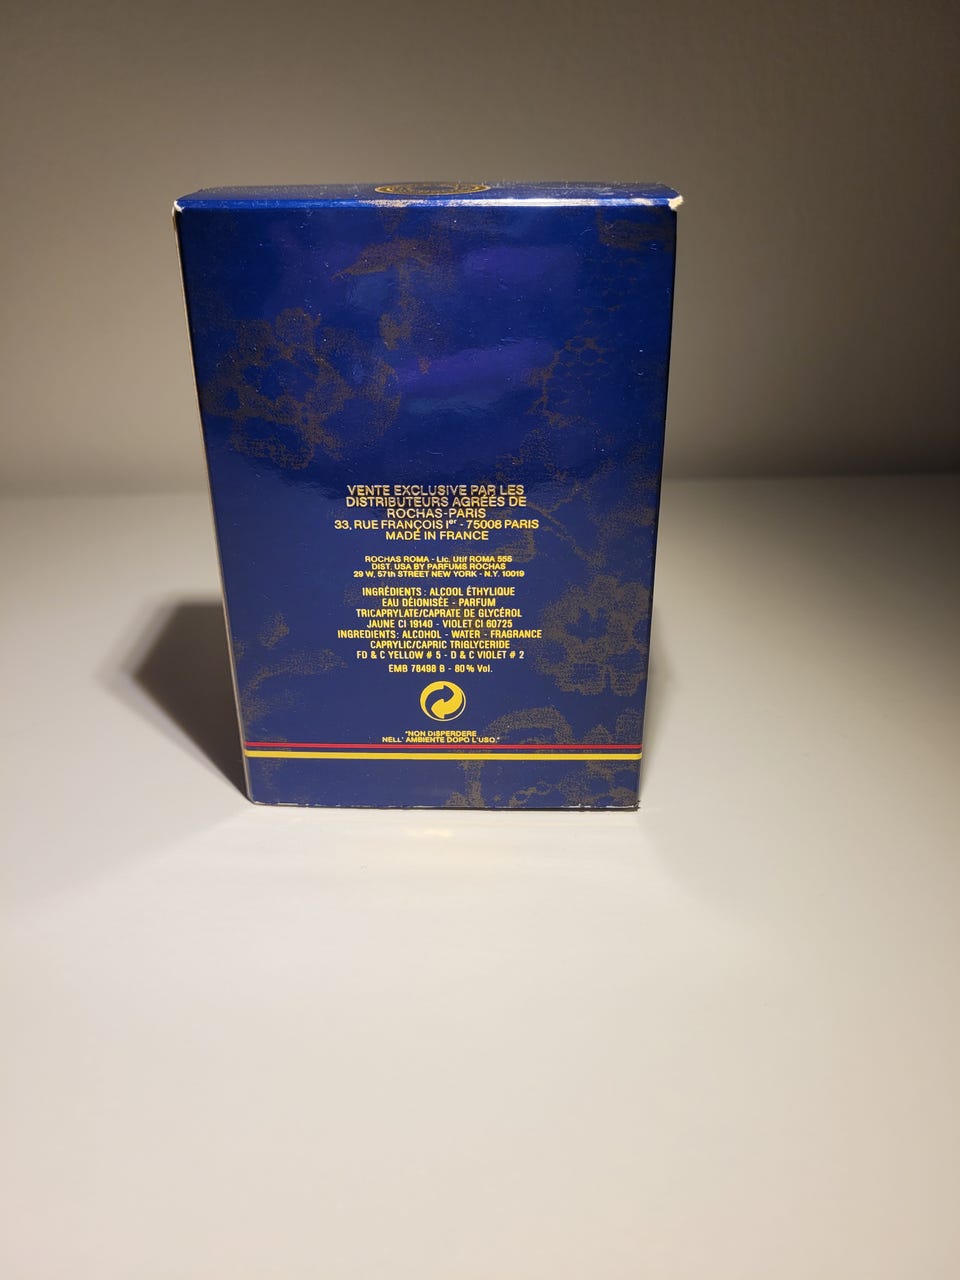 VENTE EXCLUSIVE PAR LES
DISTRIBUTEURS AGRÉÉS DE
ROCHAS-PARIS
33, RUE FRANÇOIS Ier - 75008 PARIS
MADE IN FRANCE
ROCHAS ROMA - Lic. Utif ROMA 555
DIST. USA BY PARFUMS ROCHAS
29 W. 57th STREET NEW YORK - N.Y. 10019
INGRÉDIENTS : ALCOOL ÉTHYLIQUE
EAU DÉIONISÉE - PARFUM
TRICAPRYLATE/CAPRATE DE GLYCÉROL
JAUNE CI 19140 - VIOLET CI 60725
INGREDIENTS: ALCOHOL - WATER - FRAGRANCE
CAPRYLIC/CAPRIC TRIGLYCERIDE
FD & C YELLOW # 5 - D & C VIOLET # 2
EMB 78498 B - 80% Vol.
"NON DISPERDERE
NELL' AMBIENTE DOPO L'USO."